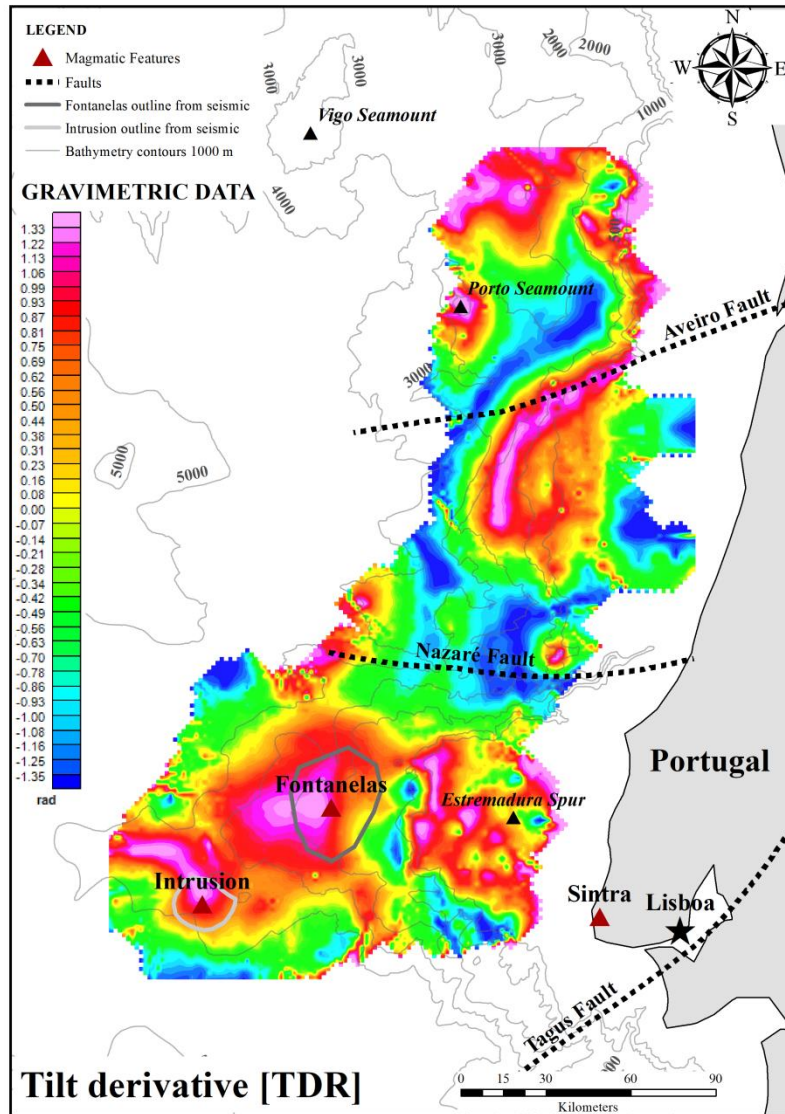 LEGEND
Magmatic Features
Faults
Fontanelas outline from seismic
Intrusion outline from seismic
Bathymetry contours 1000 m
N
W
E
S
3000
3000
3000
2000
2000
1000
Vigo Seamount
4000
GRAVIMETRIC DATA
1.33
1.22
1.13
1.06
0.99
0.93
0.87
0.81
0.75
0.69
0.62
0.56
0.50
0.44
0.38
0.31
0.23
0.16
0.08
0.00
-0.07
-0.14
-0.21
-0.28
-0.34
-0.42
-0.49
-0.56
-0.63
-0.70
-0.78
-0.85
-0.93
-1.00
-1.08
-1.16
-1.25
-1.35
rad
500
Porto Seamount
Aveiro Fault
3000
5000
5000
Nazaré Fault
Portugal
Fontanelas
Estremadura Spur
Intrusion
Sintra
Lisboa
Tagus Fault
Tilt derivative [TDR]
0 15 30 60 90
Kilometers